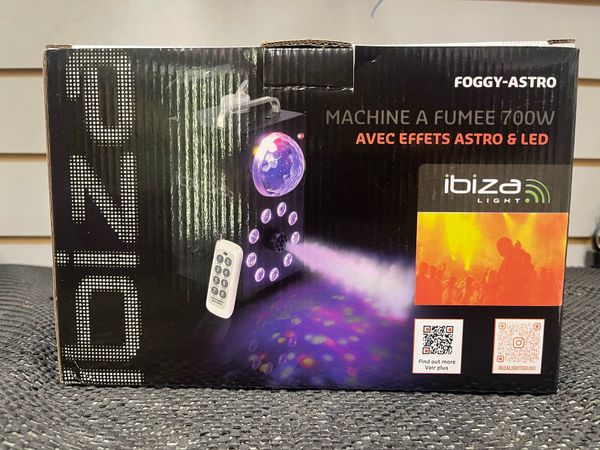 ibiza
FOGGY-ASTRO
MACHINE A FUMEE 700W
AVEC EFFETS ASTRO & LED
ibiza
LIGHT
Find out more
Voir plus
IBIZALIGHTSOUND